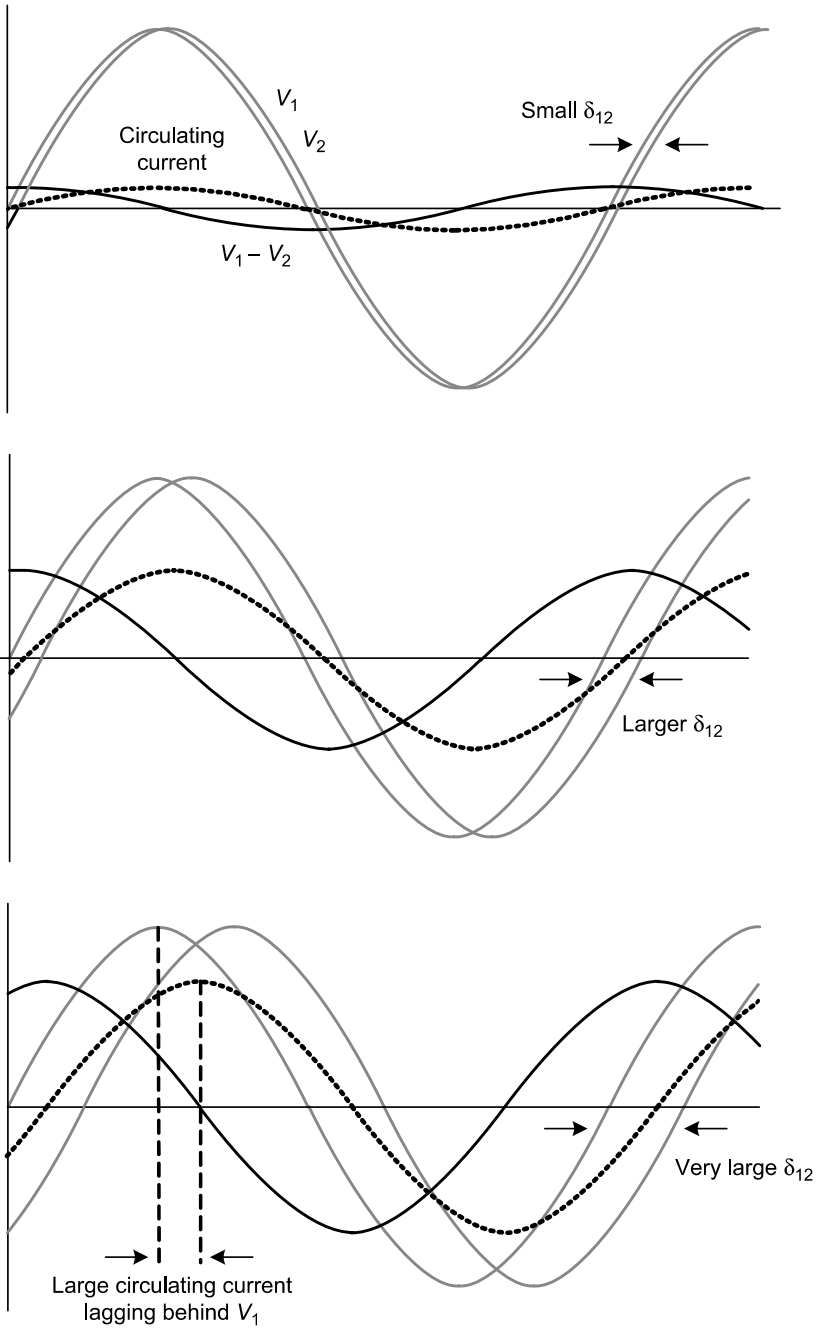 V1
V2
Small δ12
Circulating
current
V1 – V2
Larger δ12
Very large δ12
Large circulating current
lagging behind V1